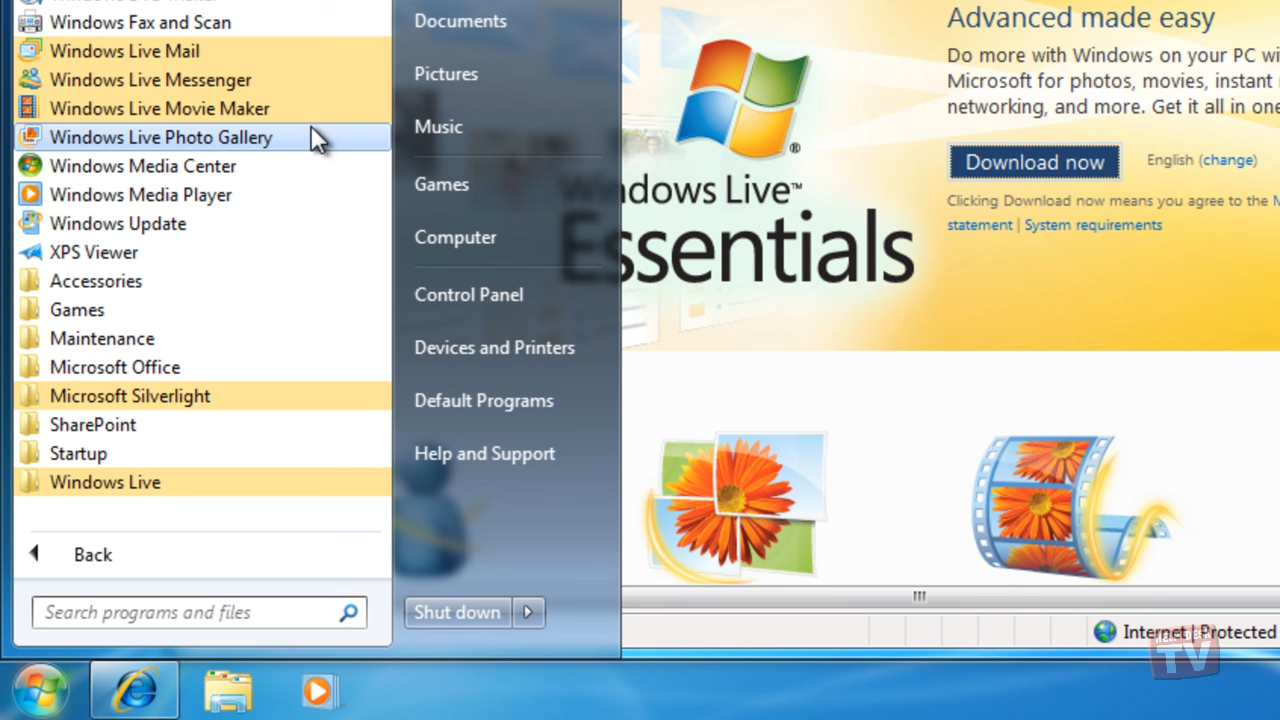 Windows Fax and Scan
Windows Live Mail
Windows Live Messenger
Windows Live Movie Maker
Windows Live Photo Gallery
Windows Media Center
Windows Media Player
Windows Update
XPS Viewer
Accessories
Games
Maintenance
Microsoft Office
Microsoft Silverlight
SharePoint
Startup
Windows Live
Back
Search programs and files
Documents
Pictures
Music
Games
Computer
Control Panel
Devices and Printers
Default Programs
Help and Support
Shut down
Windows Live™
Essentials
Advanced made easy
Do more with Windows on your PC wi
Microsoft for photos, movies, instant
networking, and more. Get it all in one
Download now English (change)
Clicking Download now means you agree to the M
statement | System requirements
Internet | Protected
TV